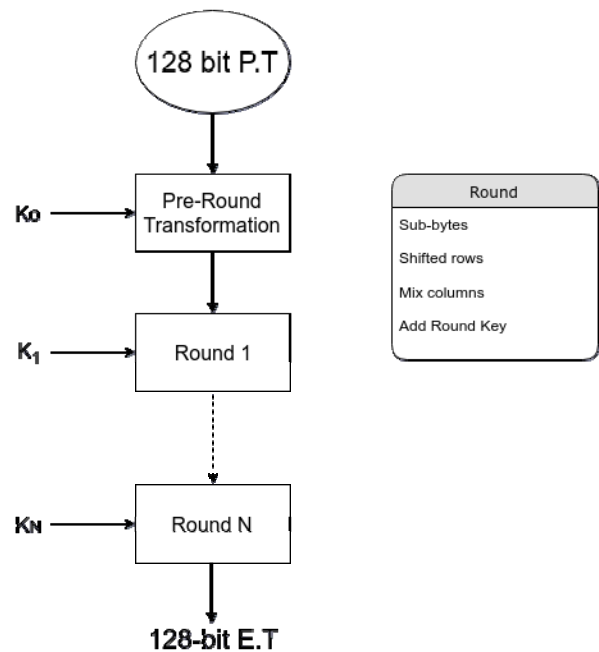 128 bit P.T
K0
Pre-Round
Transformation
K1
Round 1
KN
Round N
128-bit E.T
Round
Sub-bytes
Shifted rows
Mix columns
Add Round Key